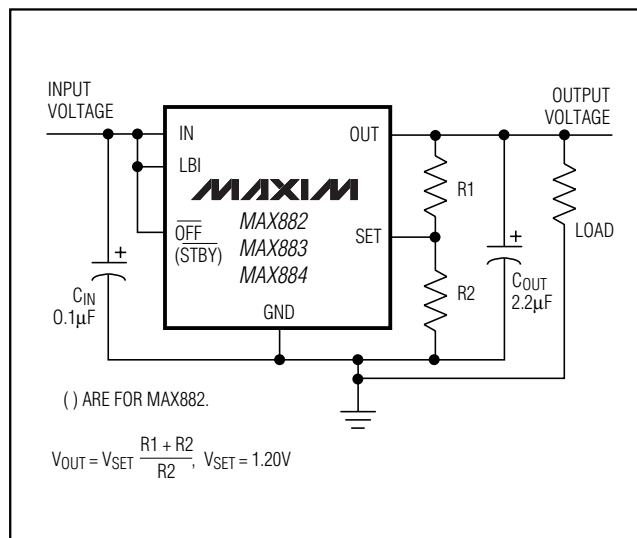 INPUT
VOLTAGE
OUTPUT
VOLTAGE
IN
OUT
LBI
MAXIM
R1
OFF
(STBY)
MAX882
MAX883
MAX884
SET
LOAD
CIN
0.1µF
R2
COUT
2.2µF
GND
( ) ARE FOR MAX882.
VOUT = VSET (R1 + R2)/R2, VSET = 1.20V